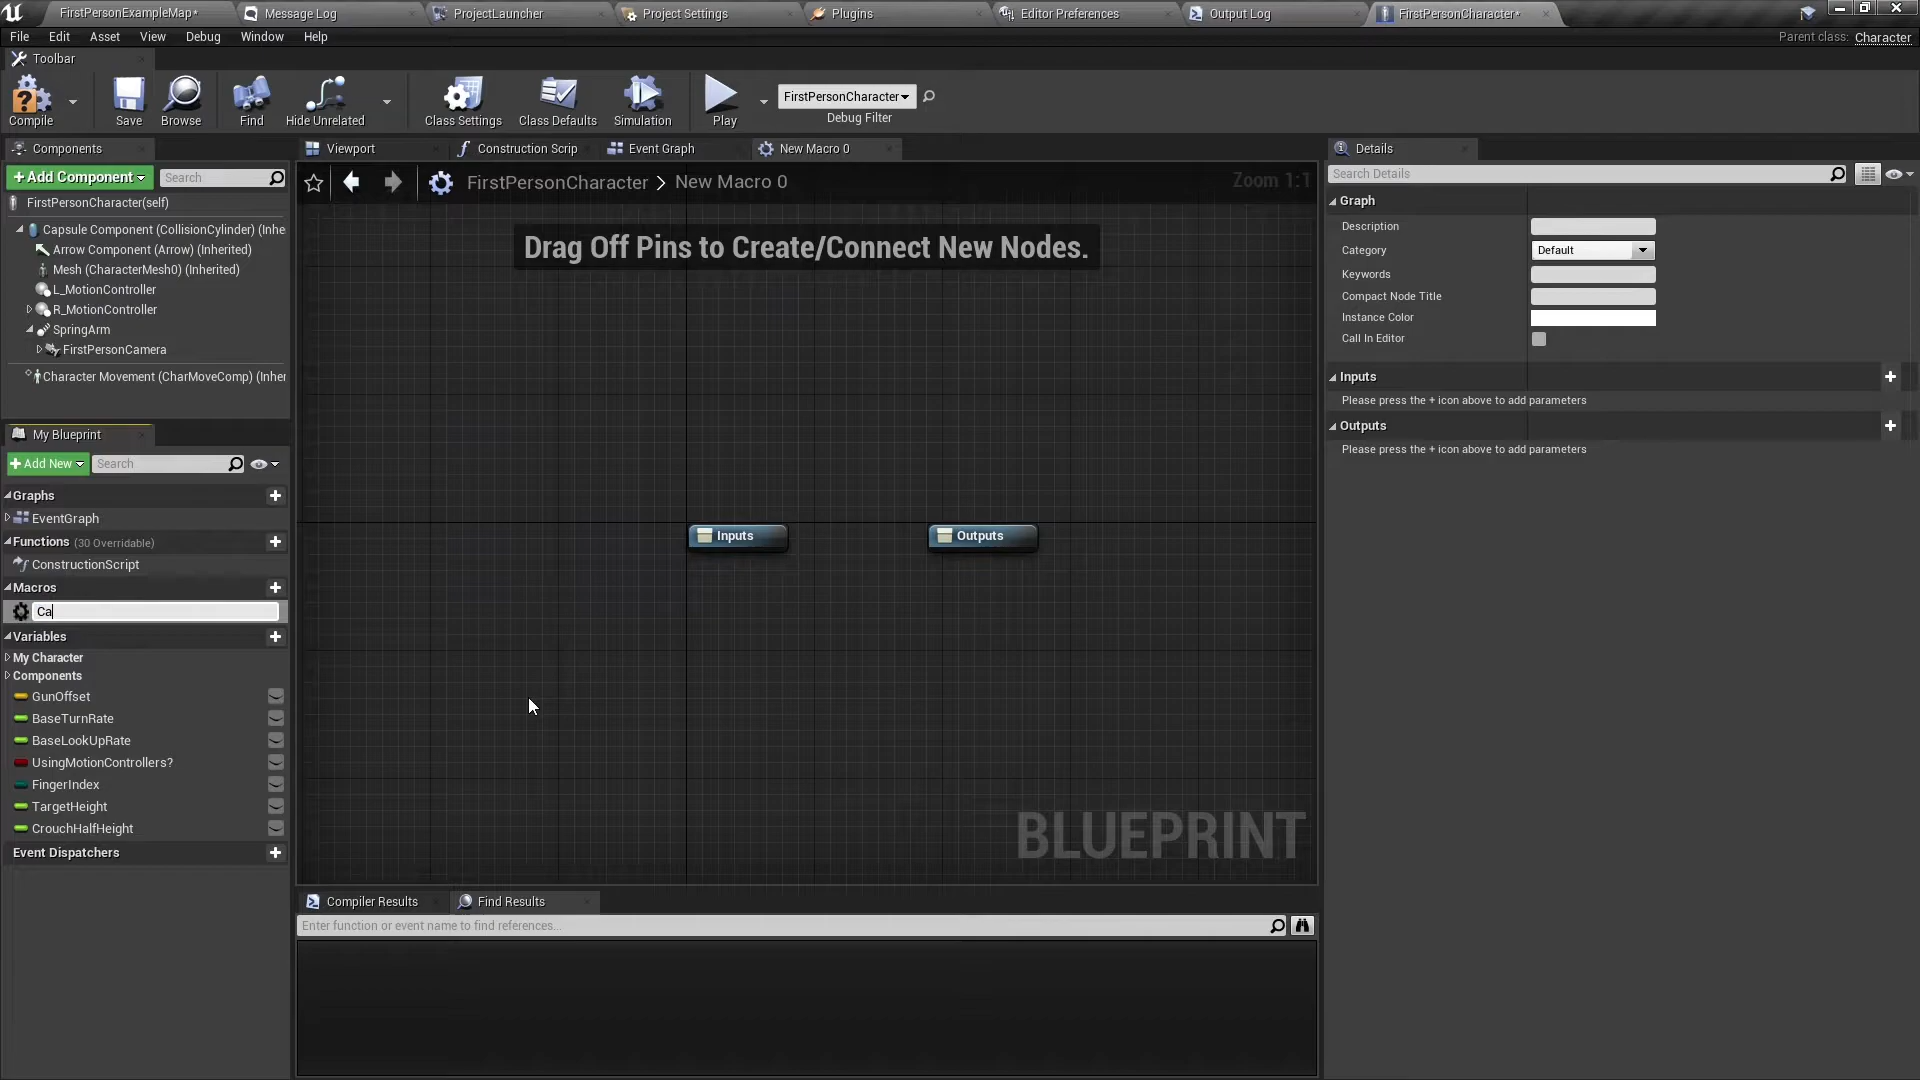 FirstPersonExampleMap*
Message Log
ProjectLauncher
Project Settings
Plugins
Editor Preferences
Output Log
FirstPersonCharacter*
File Edit Asset View Debug Window Help
Parent class: Character
Toolbar
Compile
Save
Browse
Find
Hide Unrelated
Class Settings
Class Defaults
Simulation
Play
FirstPersonCharacter
Debug Filter
Components
+Add Component
Search
FirstPersonCharacter(self)
Capsule Component (CollisionCylinder) (Inhe
Arrow Component (Arrow) (Inherited)
Mesh (CharacterMesh0) (Inherited)
L_MotionController
R_MotionController
SpringArm
FirstPersonCamera
Character Movement (CharMoveComp) (Inher
My Blueprint
+Add New
Search
Graphs
EventGraph
Functions (30 Overridable)
ConstructionScript
Macros
Ca
Variables
My Character
Components
GunOffset
BaseTurnRate
BaseLookUpRate
UsingMotionControllers?
FingerIndex
TargetHeight
CrouchHalfHeight
Event Dispatchers
Viewport
Construction Scrip
Event Graph
New Macro 0
FirstPersonCharacter > New Macro 0
Zoom 1:1
Drag Off Pins to Create/Connect New Nodes.
Inputs
Outputs
BLUEPRINT
Compiler Results
Find Results
Enter function or event name to find references...
Details
Search Details
Graph
Description
Category
Default
Keywords
Compact Node Title
Instance Color
Call In Editor
Inputs
Please press the + icon above to add parameters
Outputs
Please press the + icon above to add parameters